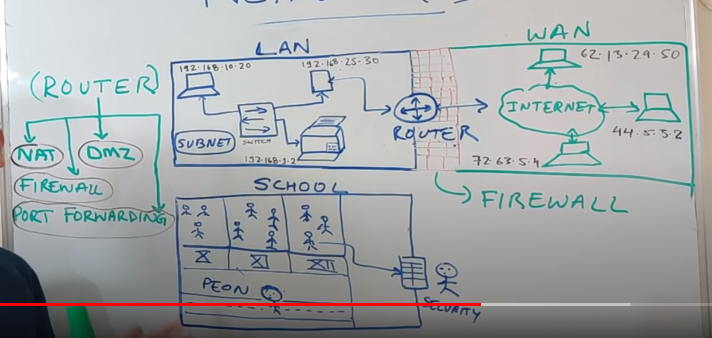 LAN
WAN
192·168·10·20
192·168·25·30
62·13·29·50
(ROUTER)
INTERNET
SUBNET
SWITCH
ROUTER
44.5.3.2
NAT
DMZ
192·168·1·2
72·63·5·4
FIREWALL
SCHOOL
FIREWALL
PORT FORWARDING
X
XI
XII
PEON
SECURITY